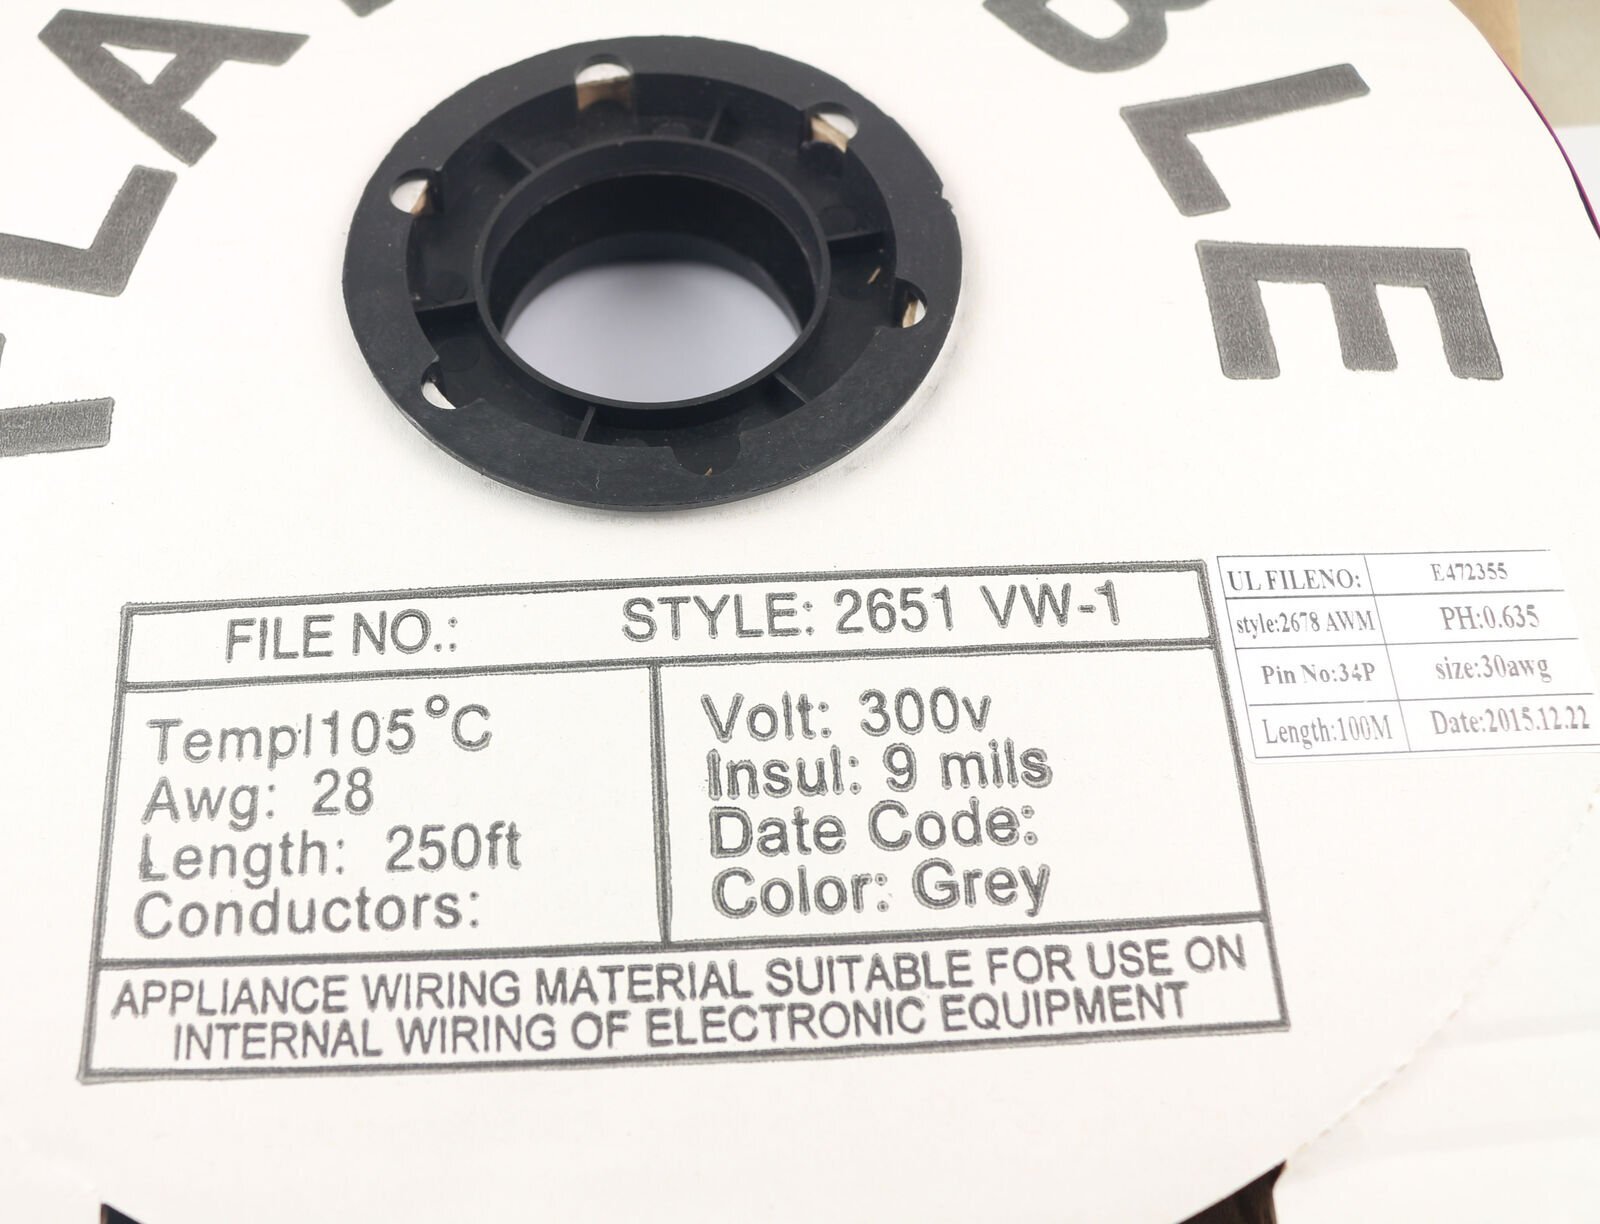 FLA
BLE
FILE NO.: STYLE: 2651 VW-1
Templ105°C
Awg: 28
Length: 250ft
Conductors:
Volt: 300v
Insul: 9 mils
Date Code:
Color: Grey
APPLIANCE WIRING MATERIAL SUITABLE FOR USE ON
INTERNAL WIRING OF ELECTRONIC EQUIPMENT
UL FILENO: E472355
style:2678 AWM PH:0.635
Pin No:34P size:30awg
Length:100M Date:2015.12.22